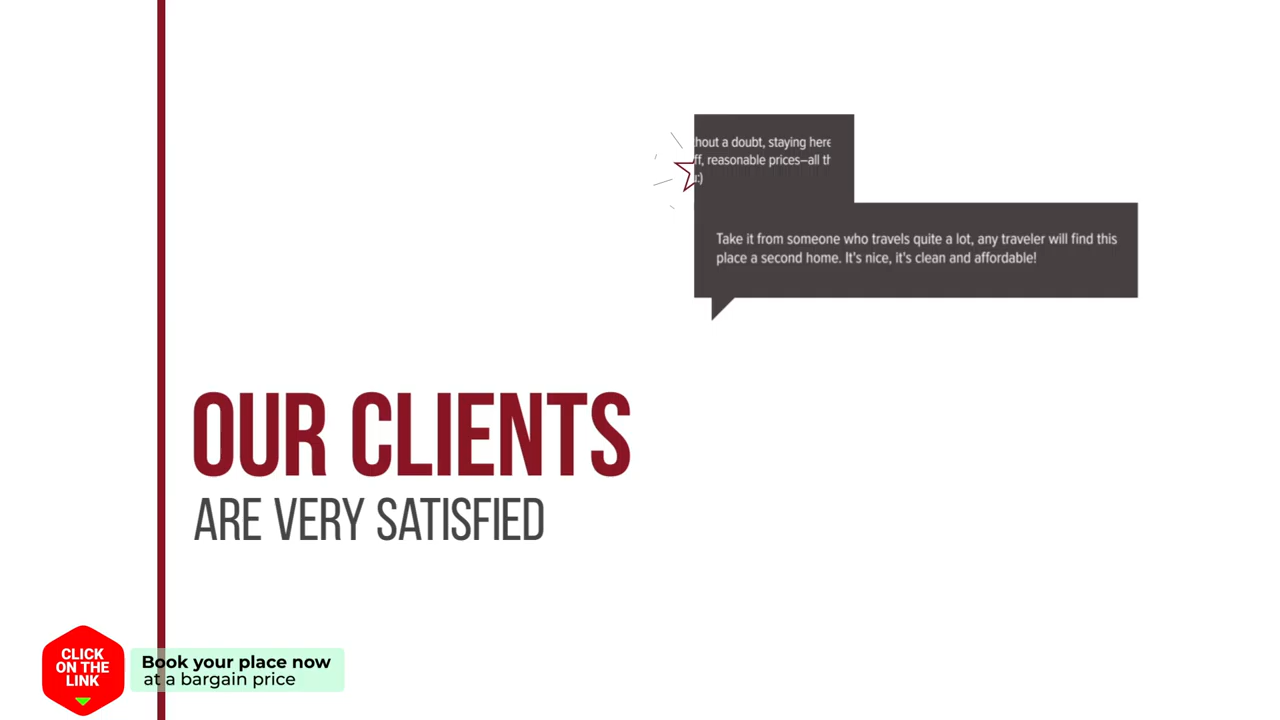 a doubt, staying here
reasonable prices—all
Take it from someone who travels quite a lot, any traveler will find this
place a second home. It's nice, it's clean and affordable!
OUR CLIENTS
ARE VERY SATISFIED
CLICK
ON THE
LINK
Book your place now
at a bargain price